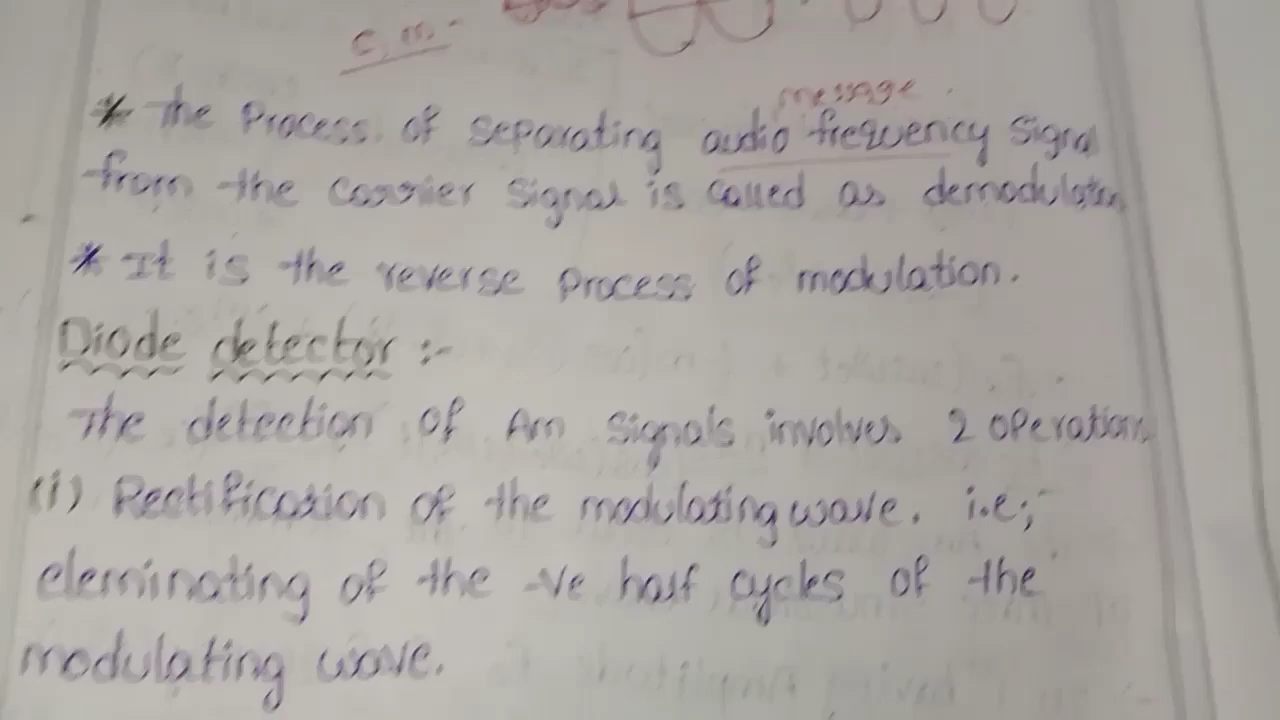 C, m, -
message
* The Process of separating audio frequency signal
from the carrier signal is called as demodulation
* It is the reverse process of modulation.
Diode detector :-
The detection of Am signals involves 2 operations
(i) Rectification of the modulating wave. i.e;
eleminating of the -ve half cycles of the
modulating wave.